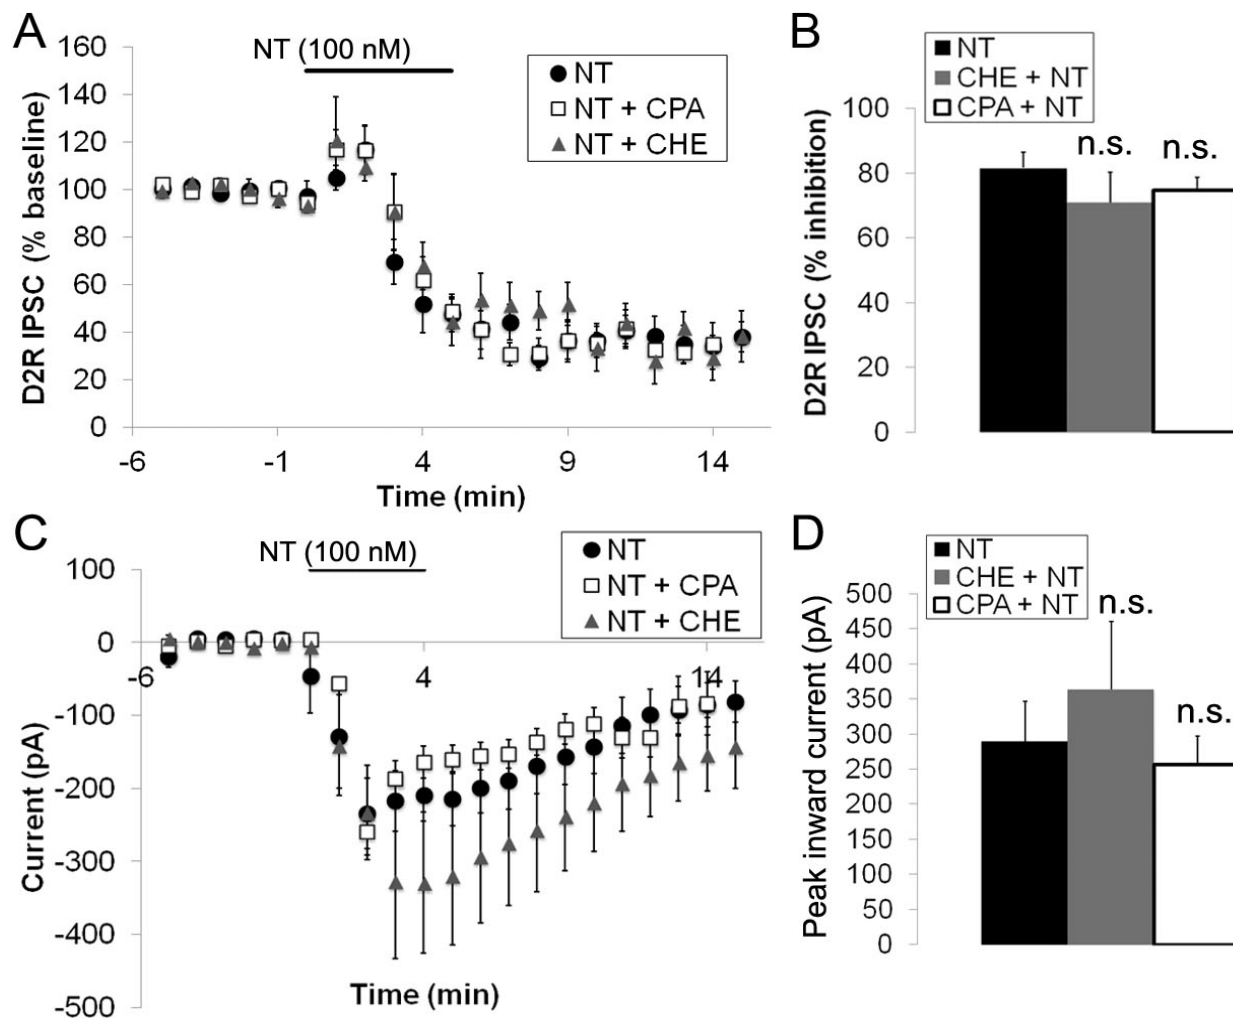 A
NT (100 nM)
NT
NT + CPA
NT + CHE
160
140
120
100
80
60
40
20
0
D2R IPSC (% baseline)
-6
-1
4
9
14
Time (min)
B
NT
CHE + NT
CPA + NT
n.s.
n.s.
100
80
60
40
20
0
D2R IPSC (% inhibition)
C
NT (100 nM)
NT
NT + CPA
NT + CHE
100
0
-100
-200
-300
-400
-500
Current (pA)
-6
4
14
Time (min)
D
NT
CHE + NT
CPA + NT
n.s.
n.s.
500
450
400
350
300
250
200
150
100
50
0
Peak inward current (pA)